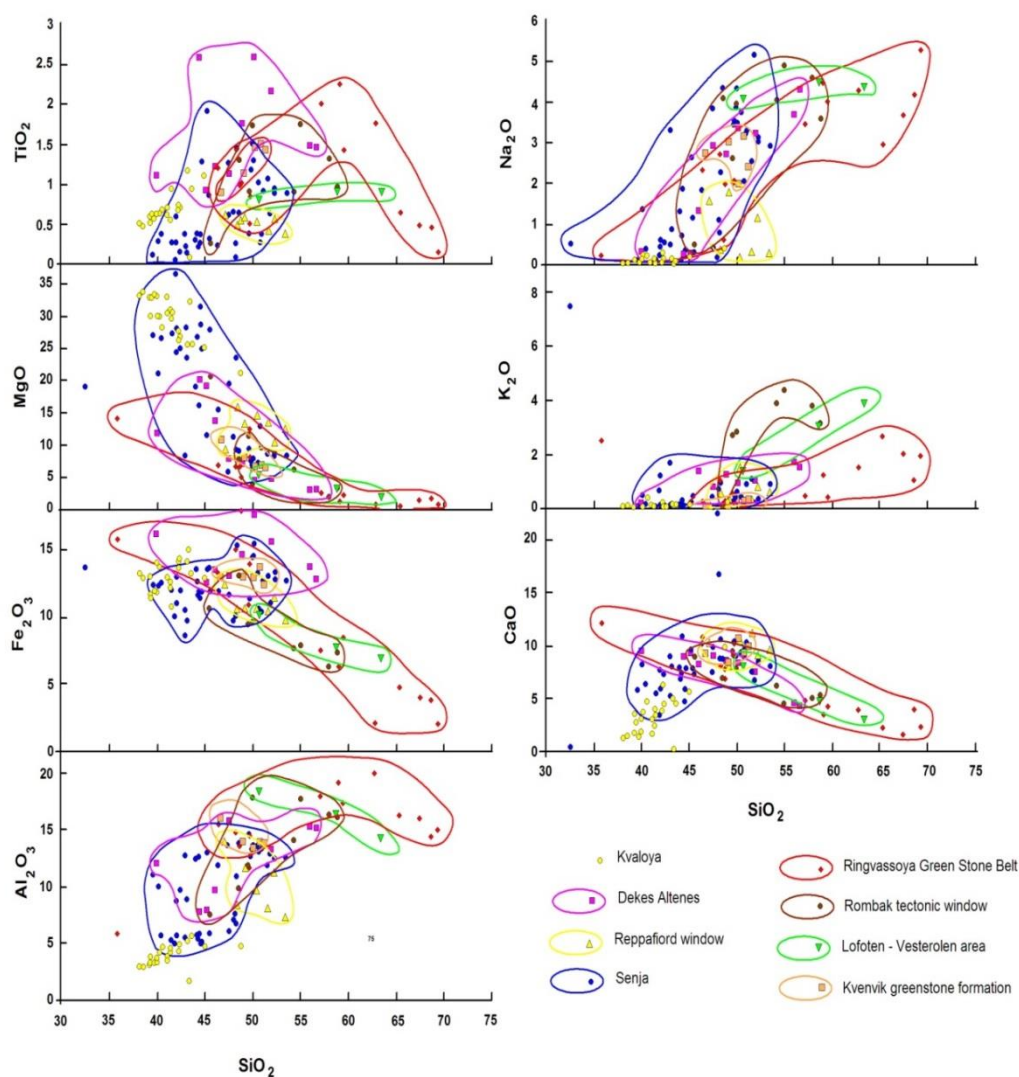 3
2.5
2
1.5
1
0.5
0
TiO2
35
30
25
20
15
10
5
0
MgO
15
10
5
0
Fe2O3
20
15
10
5
0
Al2O3
30 35 40 45 50 55 60 65 70 75
SiO2
75
6
5
4
3
2
1
0
Na2O
8
6
4
2
0
K2O
20
15
10
5
0
CaO
30 35 40 45 50 55 60 65 70 75
SiO2
Kvaloya
Dekes Altenes
Reppafiord window
Senja
Ringvassoya Green Stone Belt
Rombak tectonic window
Lofoten - Vesterolen area
Kvenvik greenstone formation